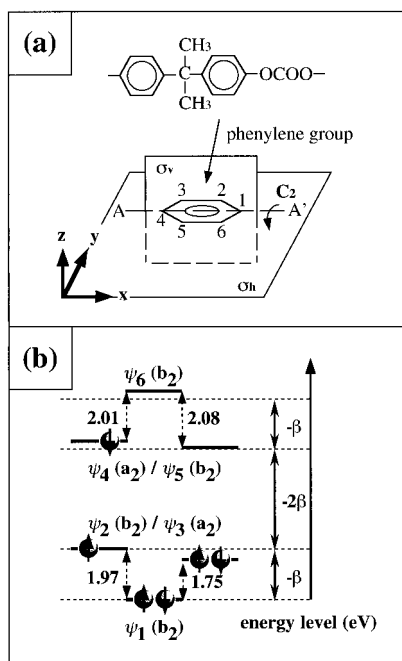 (a)
CH3
C
OCOO
CH3
phenylene group
σv
C2
3 2
A 4 1 A'
5 6
z
y
x
σh
(b)
ψ6 (b2)
2.01 2.08
-β
ψ4 (a2) / ψ5 (b2)
-2β
ψ2 (b2) / ψ3 (a2)
1.97 1.75
-β
ψ1 (b2)
energy level (eV)